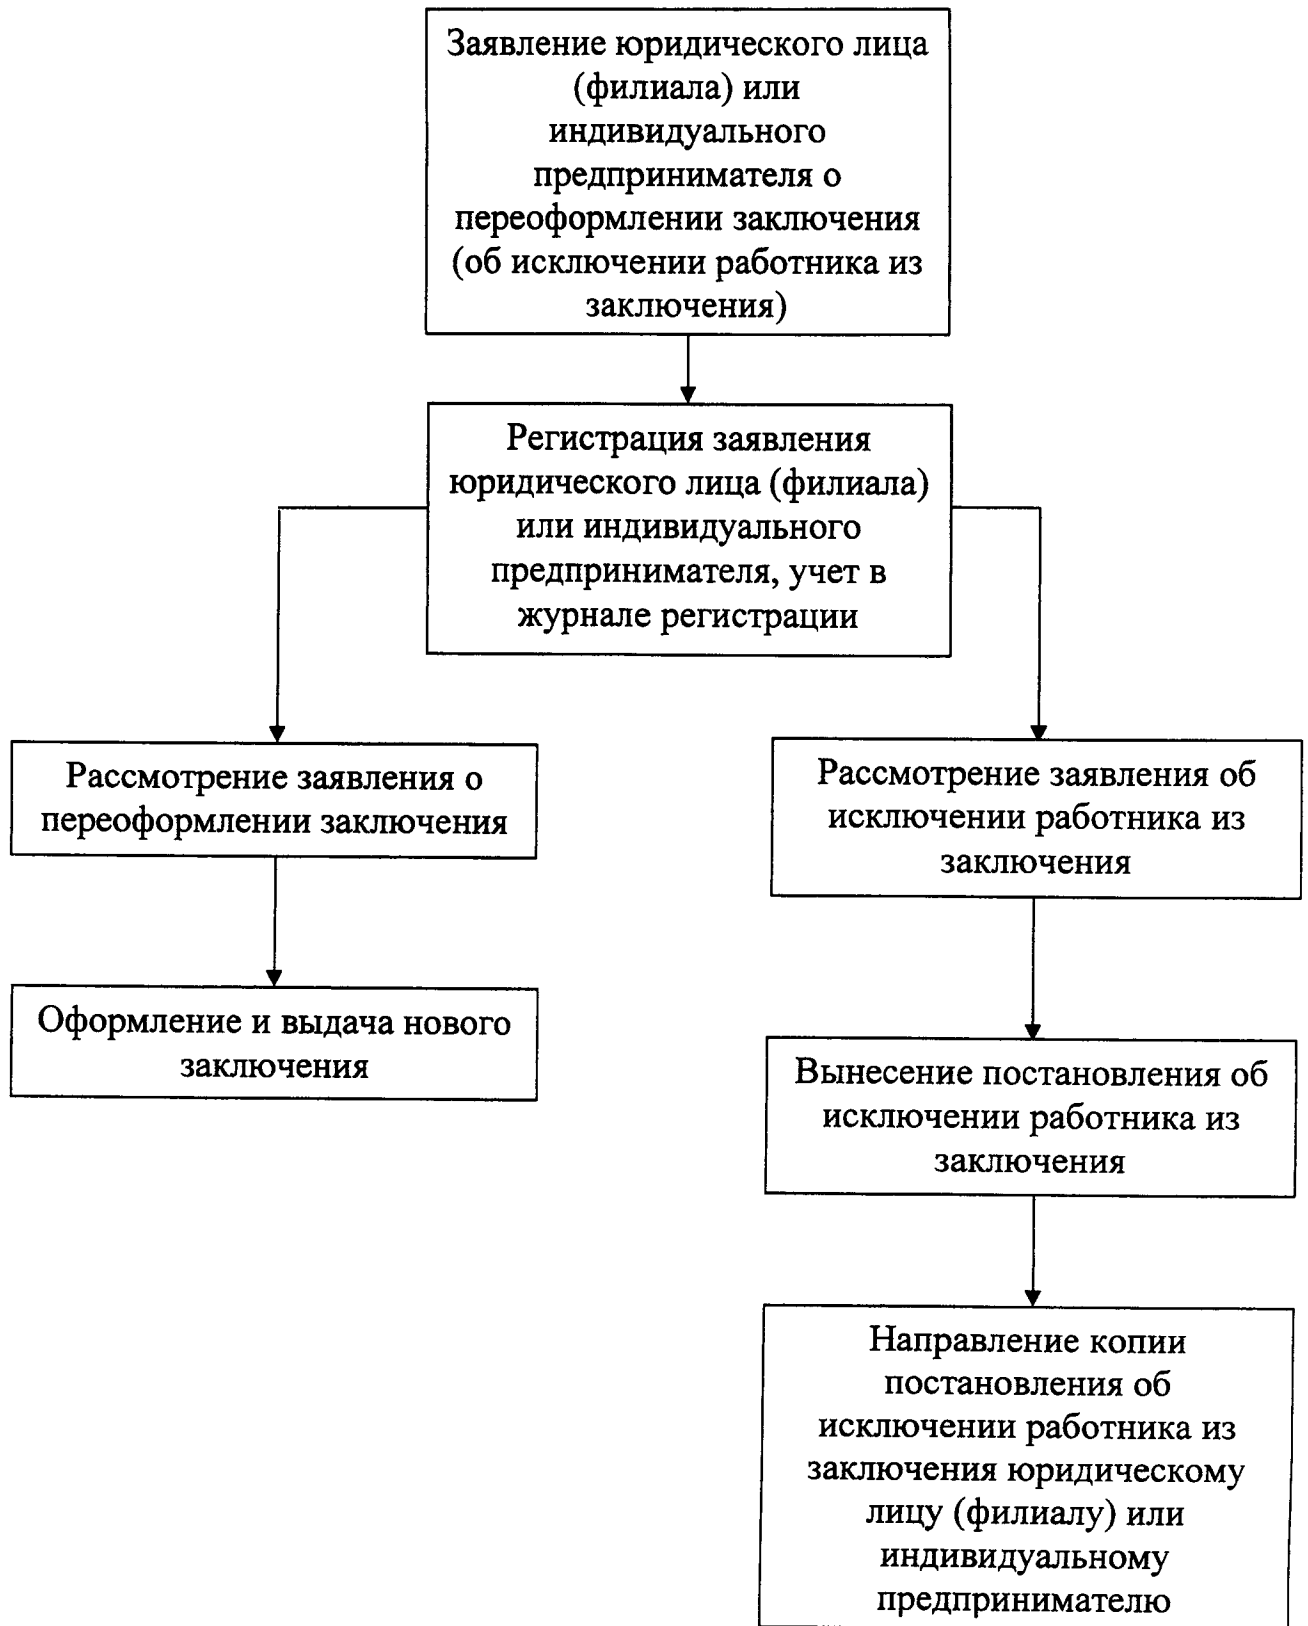 Заявление юридического лица
(филиала) или
индивидуального
предпринимателя о
переоформлении заключения
(об исключении работника из
заключения)
Регистрация заявления
юридического лица (филиала)
или индивидуального
предпринимателя, учет в
журнале регистрации
Рассмотрение заявления о
переоформлении заключения
Оформление и выдача нового
заключения
Рассмотрение заявления об
исключении работника из
заключения
Вынесение постановления об
исключении работника из
заключения
Направление копии
постановления об
исключении работника из
заключения юридическому
лицу (филиалу) или
индивидуальному
предпринимателю